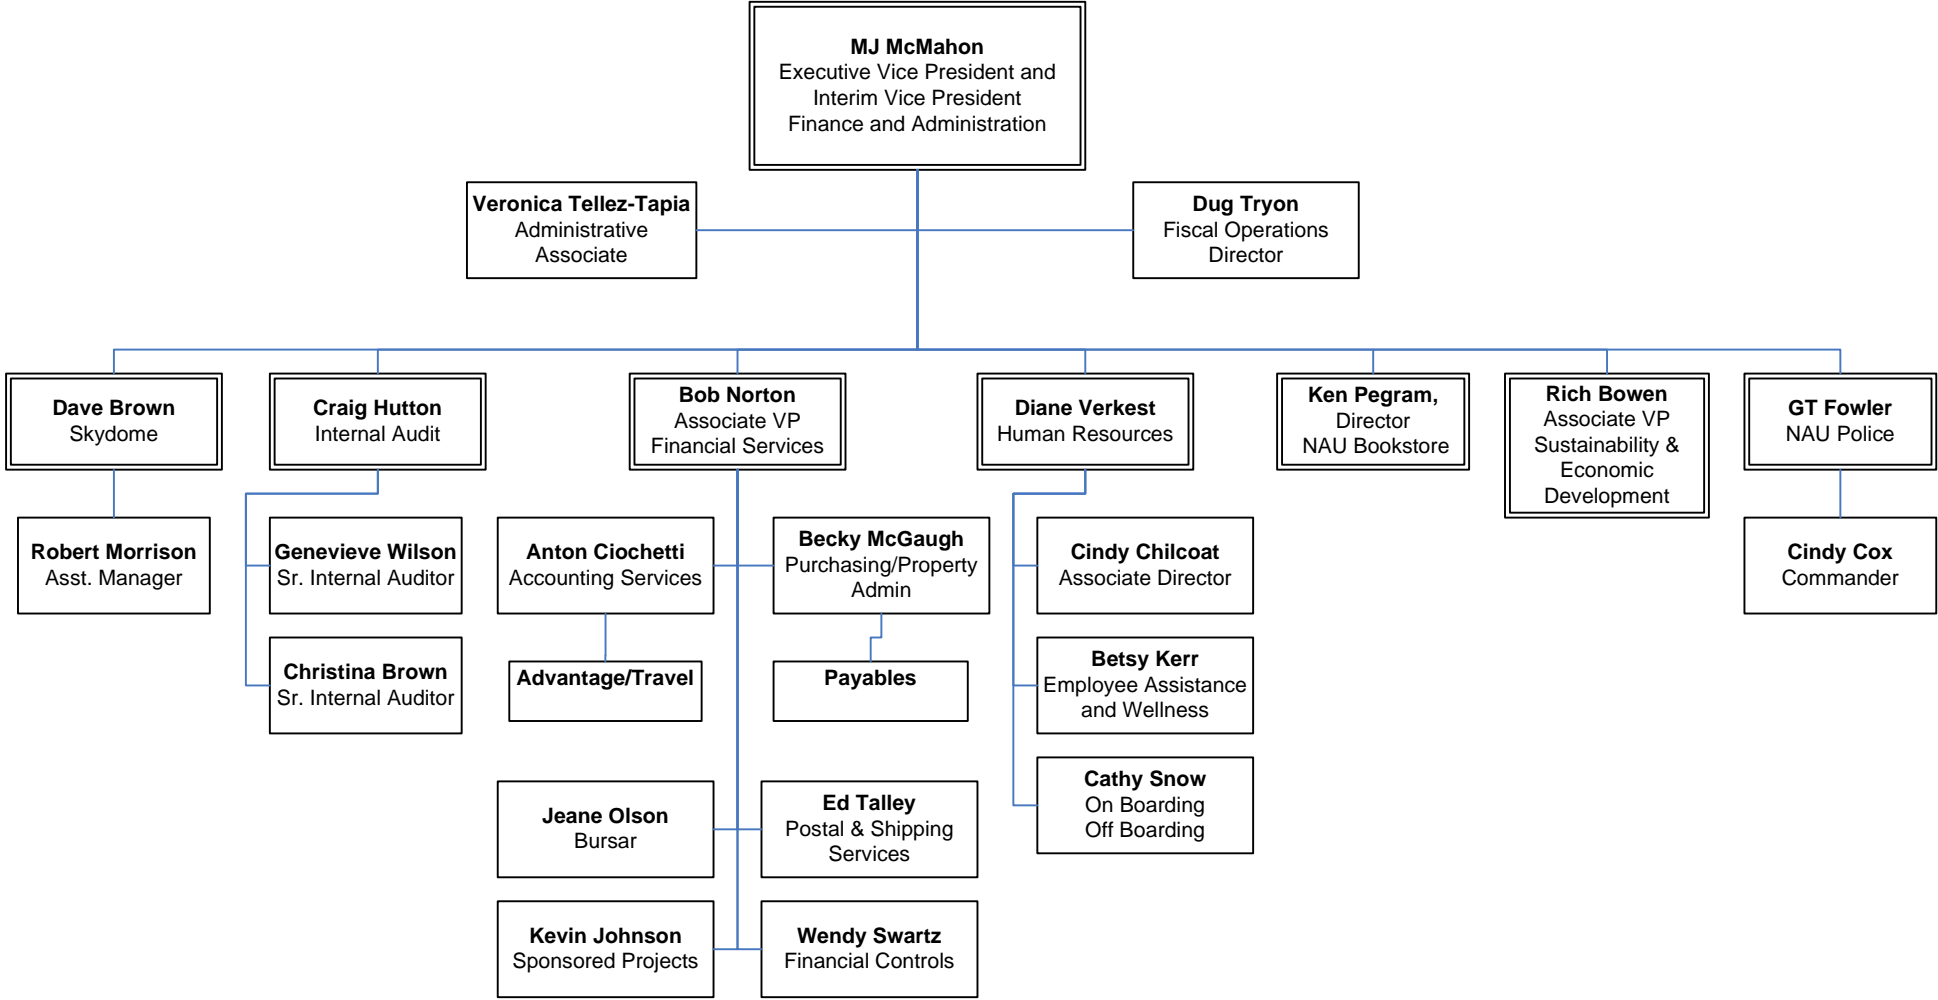 MJ McMahon
Executive Vice President and
Interim Vice President
Finance and Administration
Veronica Tellez-Tapia
Administrative
Associate
Dug Tryon
Fiscal Operations
Director
Dave Brown
Skydome
Craig Hutton
Internal Audit
Bob Norton
Associate VP
Financial Services
Diane Verkest
Human Resources
Ken Pegram,
Director
NAU Bookstore
Rich Bowen
Associate VP
Sustainability &
Economic
Development
GT Fowler
NAU Police
Robert Morrison
Asst. Manager
Genevieve Wilson
Sr. Internal Auditor
Anton Ciochetti
Accounting Services
Becky McGaugh
Purchasing/Property
Admin
Cindy Chilcoat
Associate Director
Cindy Cox
Commander
Christina Brown
Sr. Internal Auditor
Advantage/Travel
Payables
Betsy Kerr
Employee Assistance
and Wellness
Jeane Olson
Bursar
Ed Talley
Postal & Shipping
Services
Cathy Snow
On Boarding
Off Boarding
Kevin Johnson
Sponsored Projects
Wendy Swartz
Financial Controls